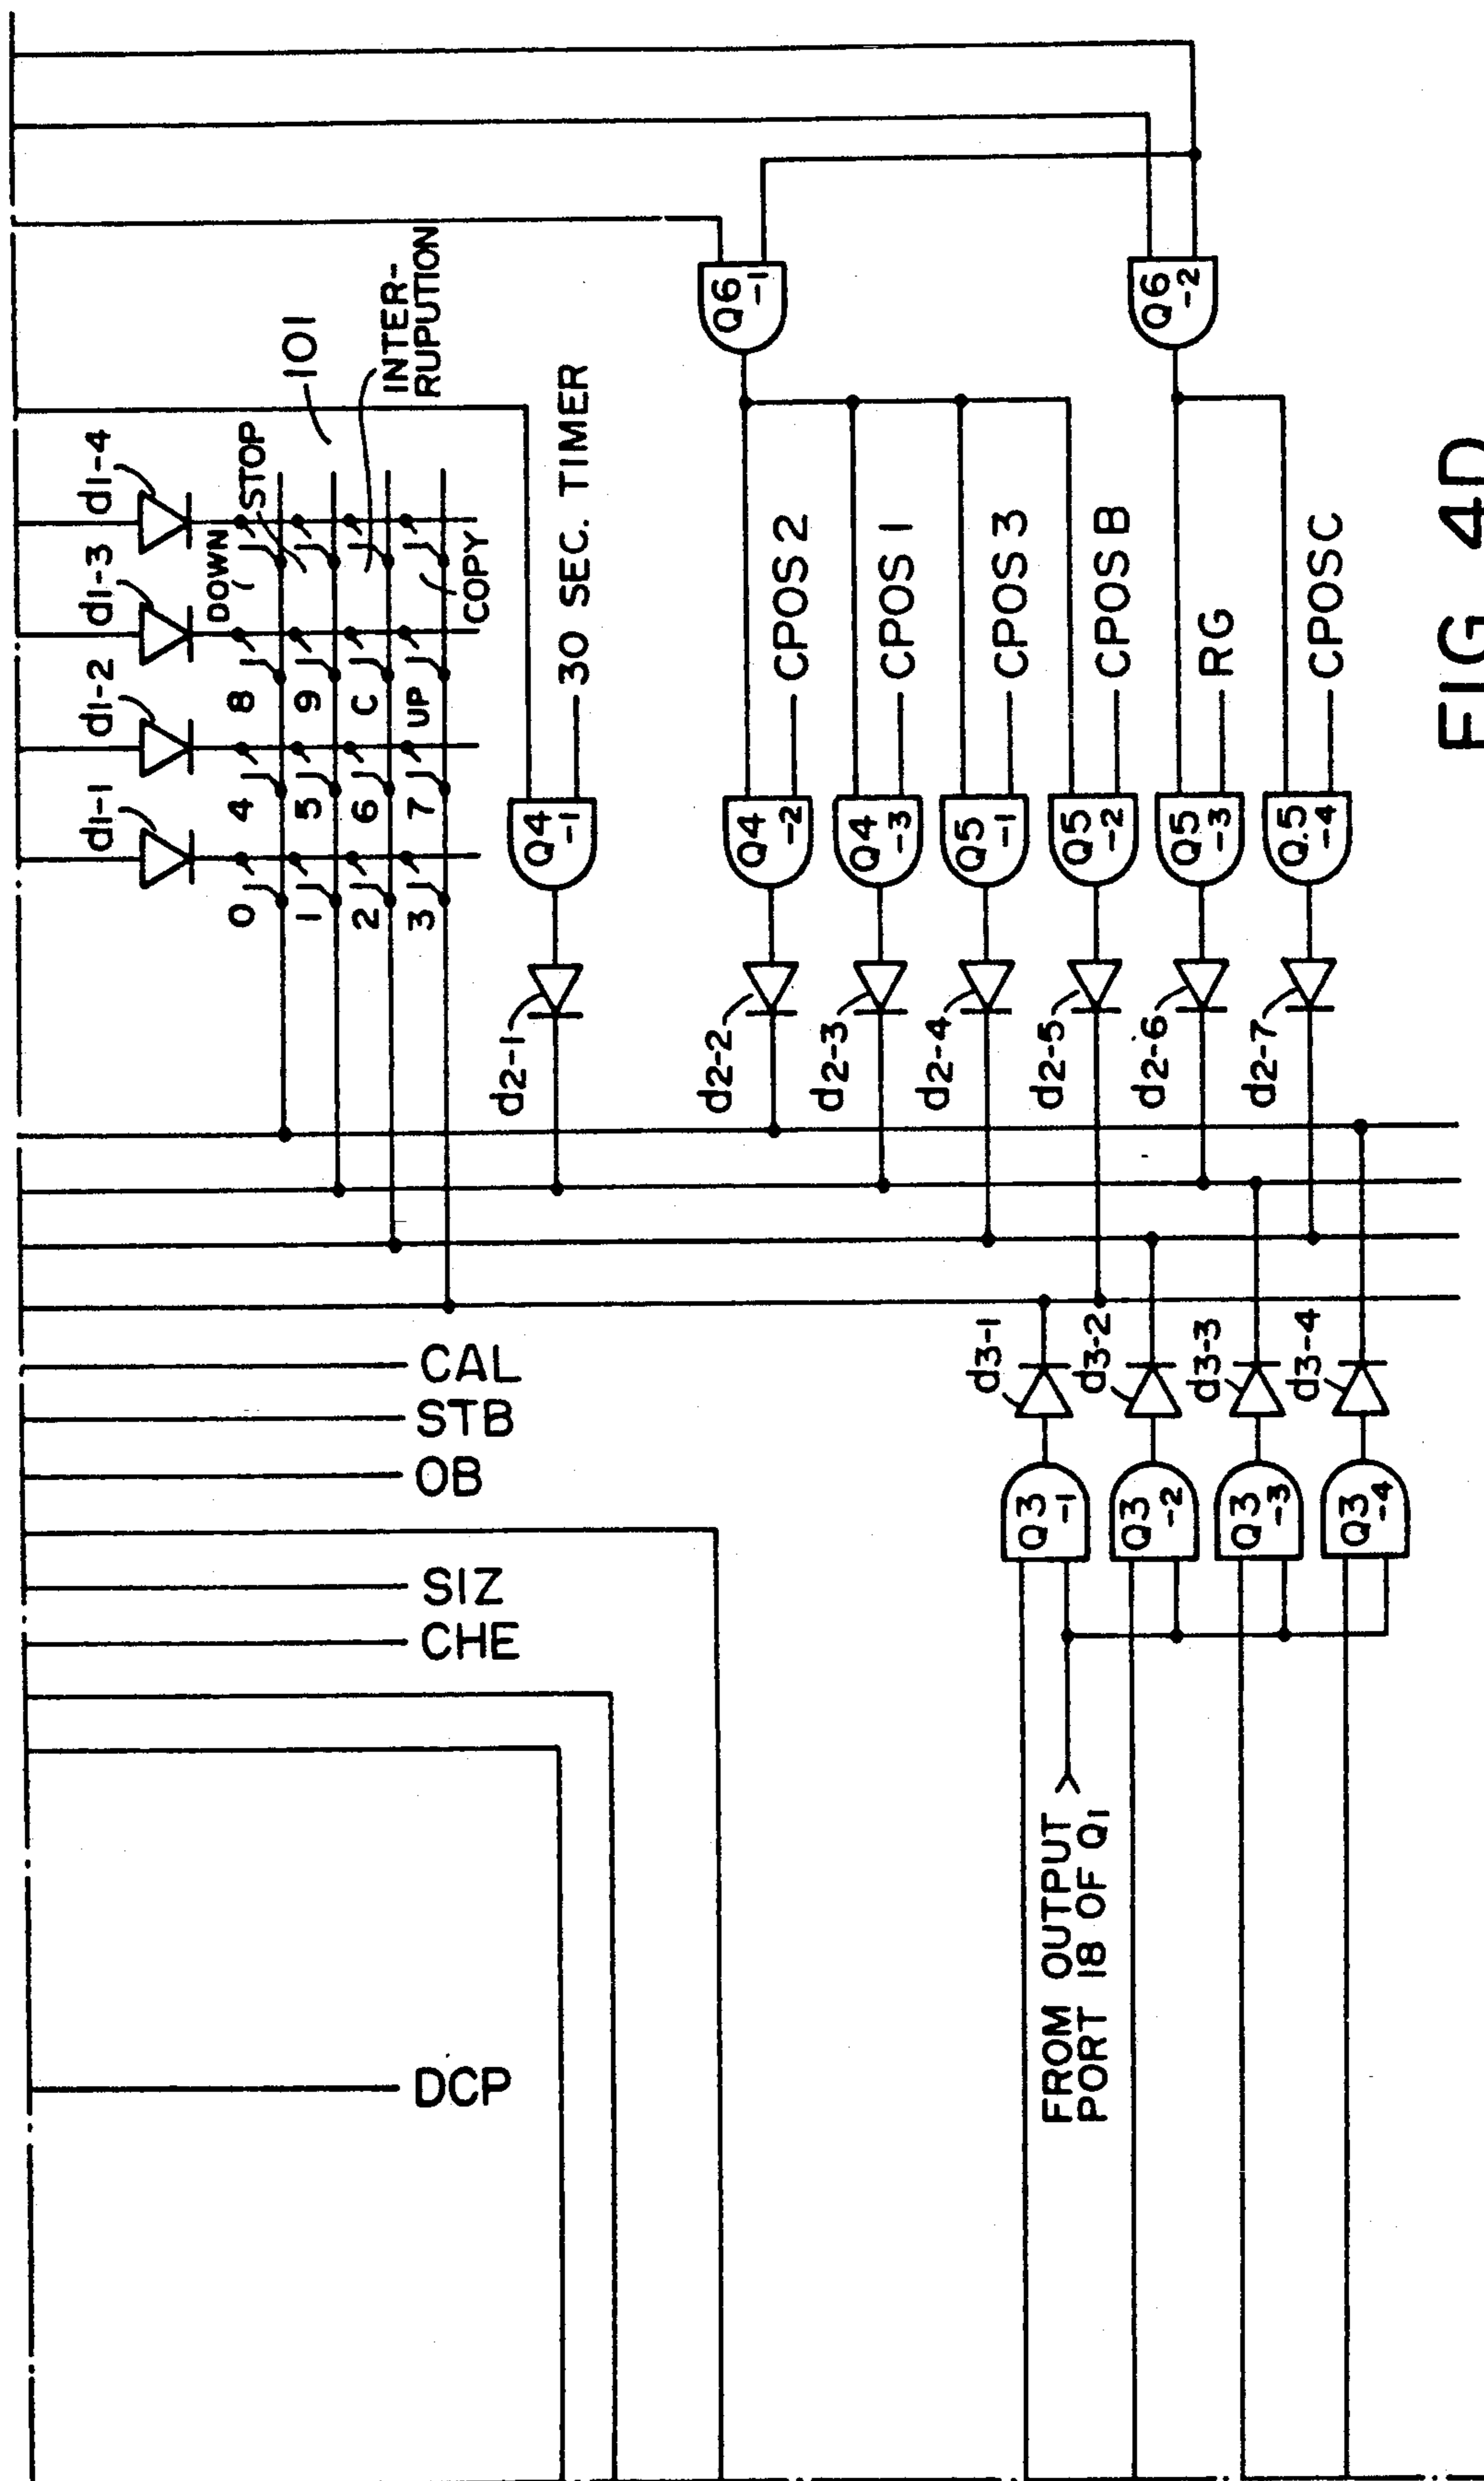 d1-1
d1-2
d1-3
d1-4
DOWN
STOP
101
INTER-
RUPUTION
0
4
8
1
5
9
2
6
C
3
7
UP
COPY
Q6
-1
Q6
-2
Q4
-1
30 SEC. TIMER
d2-1
Q4
-2
CPOS 2
d2-2
Q4
-3
CPOS 1
d2-3
Q5
-1
CPOS 3
d2-4
Q5
-2
CPOS B
d2-5
Q5
-3
RG
d2-6
Q5
-4
CPOSC
d2-7
CAL
STB
OB
SIZ
CHE
DCP
d3-1
d3-2
d3-3
d3-4
Q3
-1
Q3
-2
Q3
-3
Q3
-4
FROM OUTPUT
PORT 18 OF Q1
FIG 4D